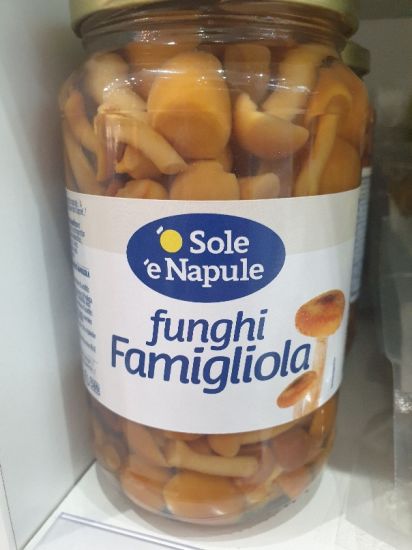 'O Sole
'e Napule
funghi
Famigliola